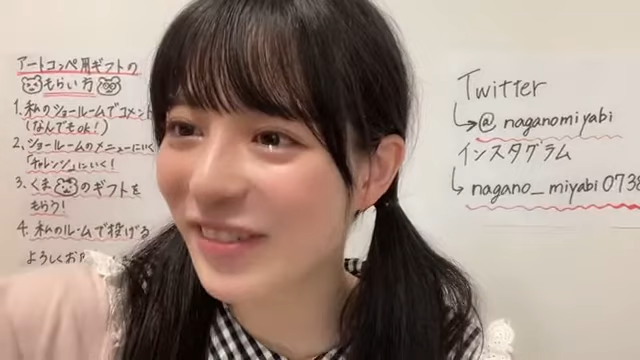 アートコンペ用ギフトの
もらい方
1. 私のショールームでコメント
(なんでもok!)
2. ショールームのメニューにいく
「チャレンジ」にいく!
3. くまのギフトを
もらう!
4. 私のルームで投げる
よろしくお
Twitter
@ naganomiyabi
インスタグラム
nagano_miyabi0738